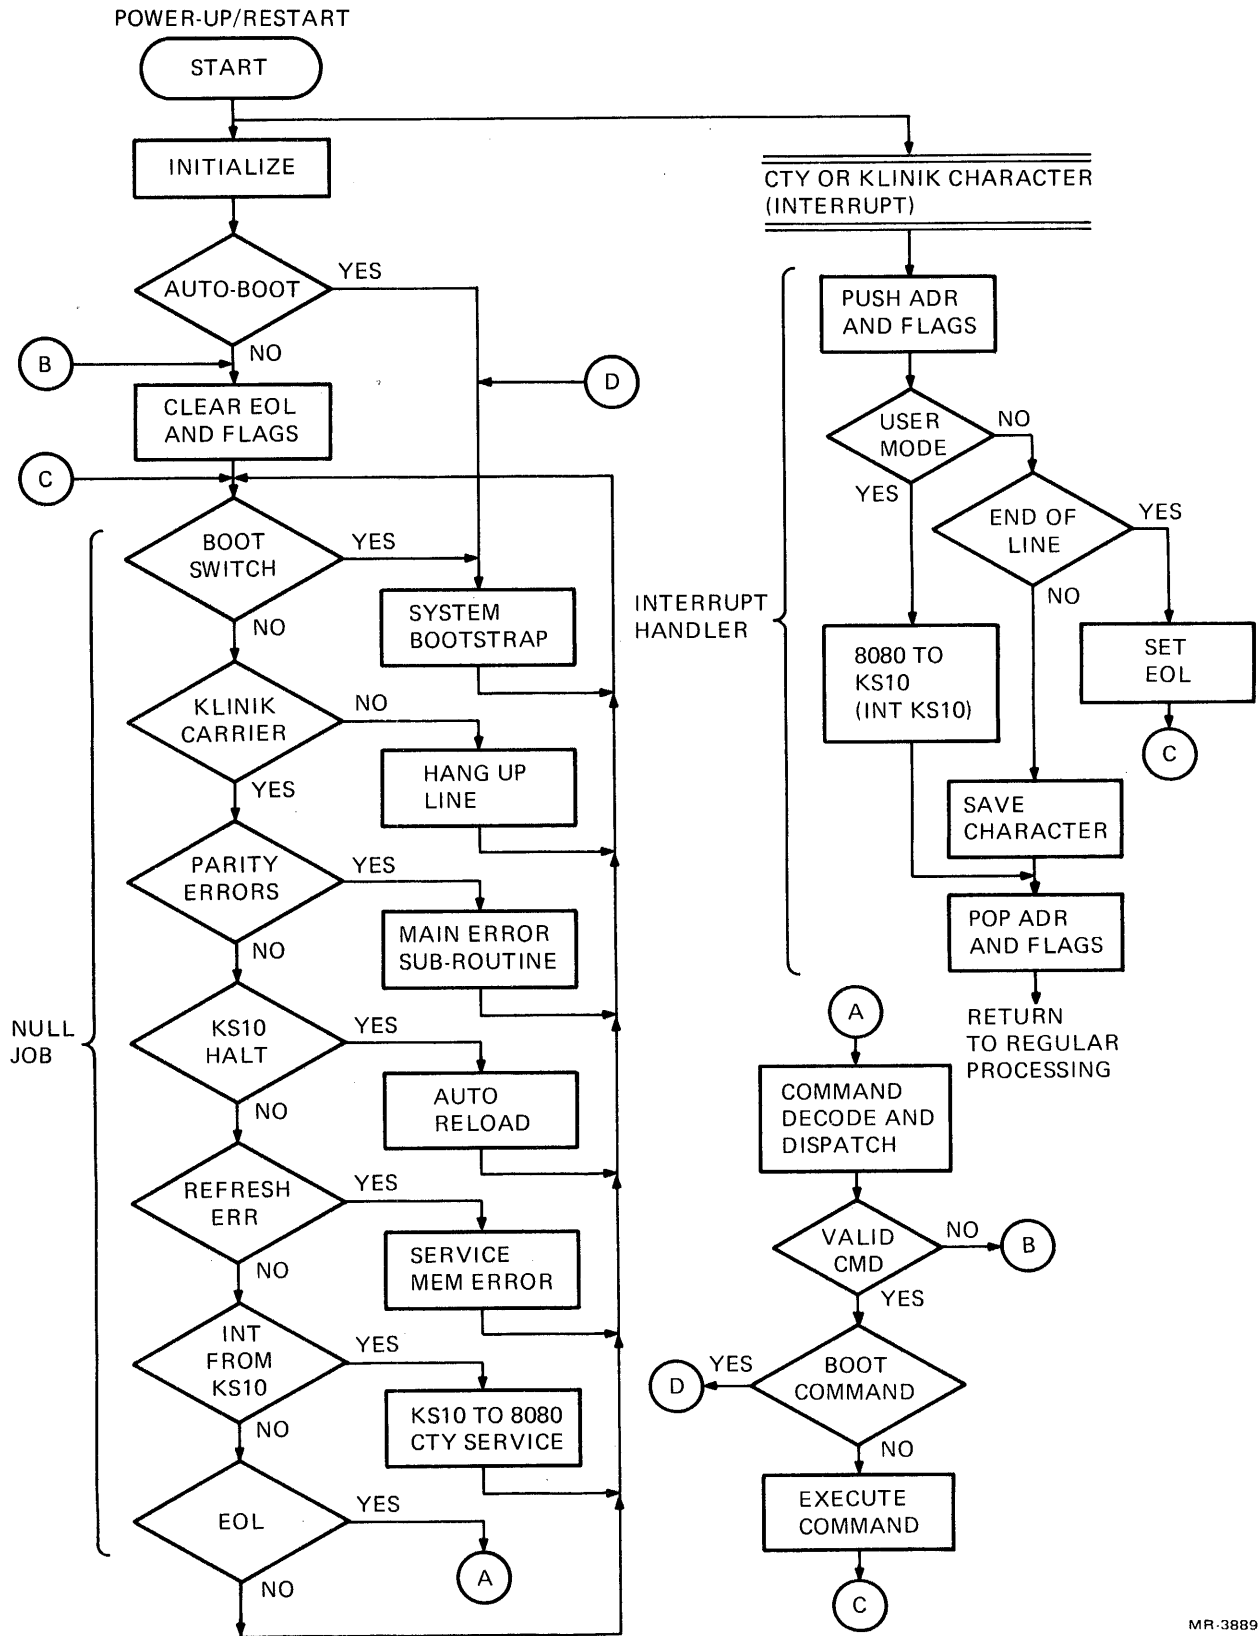 POWER-UP/RESTART
START
INITIALIZE
AUTO-BOOT
YES
NO
B
D
CLEAR EOL
AND FLAGS
C
NULL
JOB
BOOT
SWITCH
YES
NO
SYSTEM
BOOTSTRAP
KLINIK
CARRIER
NO
YES
HANG UP
LINE
PARITY
ERRORS
YES
NO
MAIN ERROR
SUB-ROUTINE
KS10
HALT
YES
NO
AUTO
RELOAD
REFRESH
ERR
YES
NO
SERVICE
MEM ERROR
INT
FROM
KS10
YES
NO
KS10 TO 8080
CTY SERVICE
EOL
YES
NO
A
CTY OR KLINIK CHARACTER
(INTERRUPT)
INTERRUPT
HANDLER
PUSH ADR
AND FLAGS
USER
MODE
NO
YES
END OF
LINE
YES
NO
8080 TO
KS10
(INT KS10)
SET
EOL
C
SAVE
CHARACTER
POP ADR
AND FLAGS
RETURN
TO REGULAR
PROCESSING
A
COMMAND
DECODE AND
DISPATCH
VALID
CMD
NO
B
YES
BOOT
COMMAND
YES
D
NO
EXECUTE
COMMAND
C
MR-3889